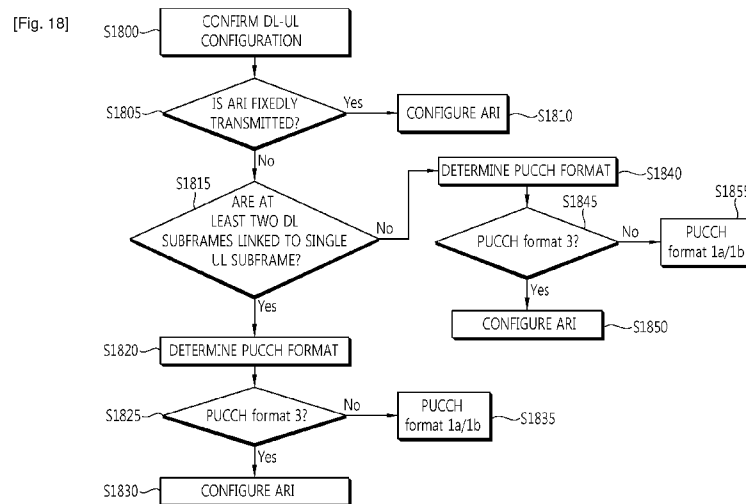 [Fig. 18]
S1800
CONFIRM DL-UL
CONFIGURATION
S1805
IS ARI FIXEDLY
TRANSMITTED?
Yes
CONFIGURE ARI
S1810
No
S1815
ARE AT
LEAST TWO DL
SUBFRAMES LINKED TO SINGLE
UL SUBFRAME?
No
DETERMINE PUCCH FORMAT
S1840
S1845
PUCCH format 3?
No
S1855
PUCCH
format 1a/1b
Yes
CONFIGURE ARI
S1850
Yes
S1820
DETERMINE PUCCH FORMAT
S1825
PUCCH format 3?
No
PUCCH
format 1a/1b
S1835
Yes
S1830
CONFIGURE ARI